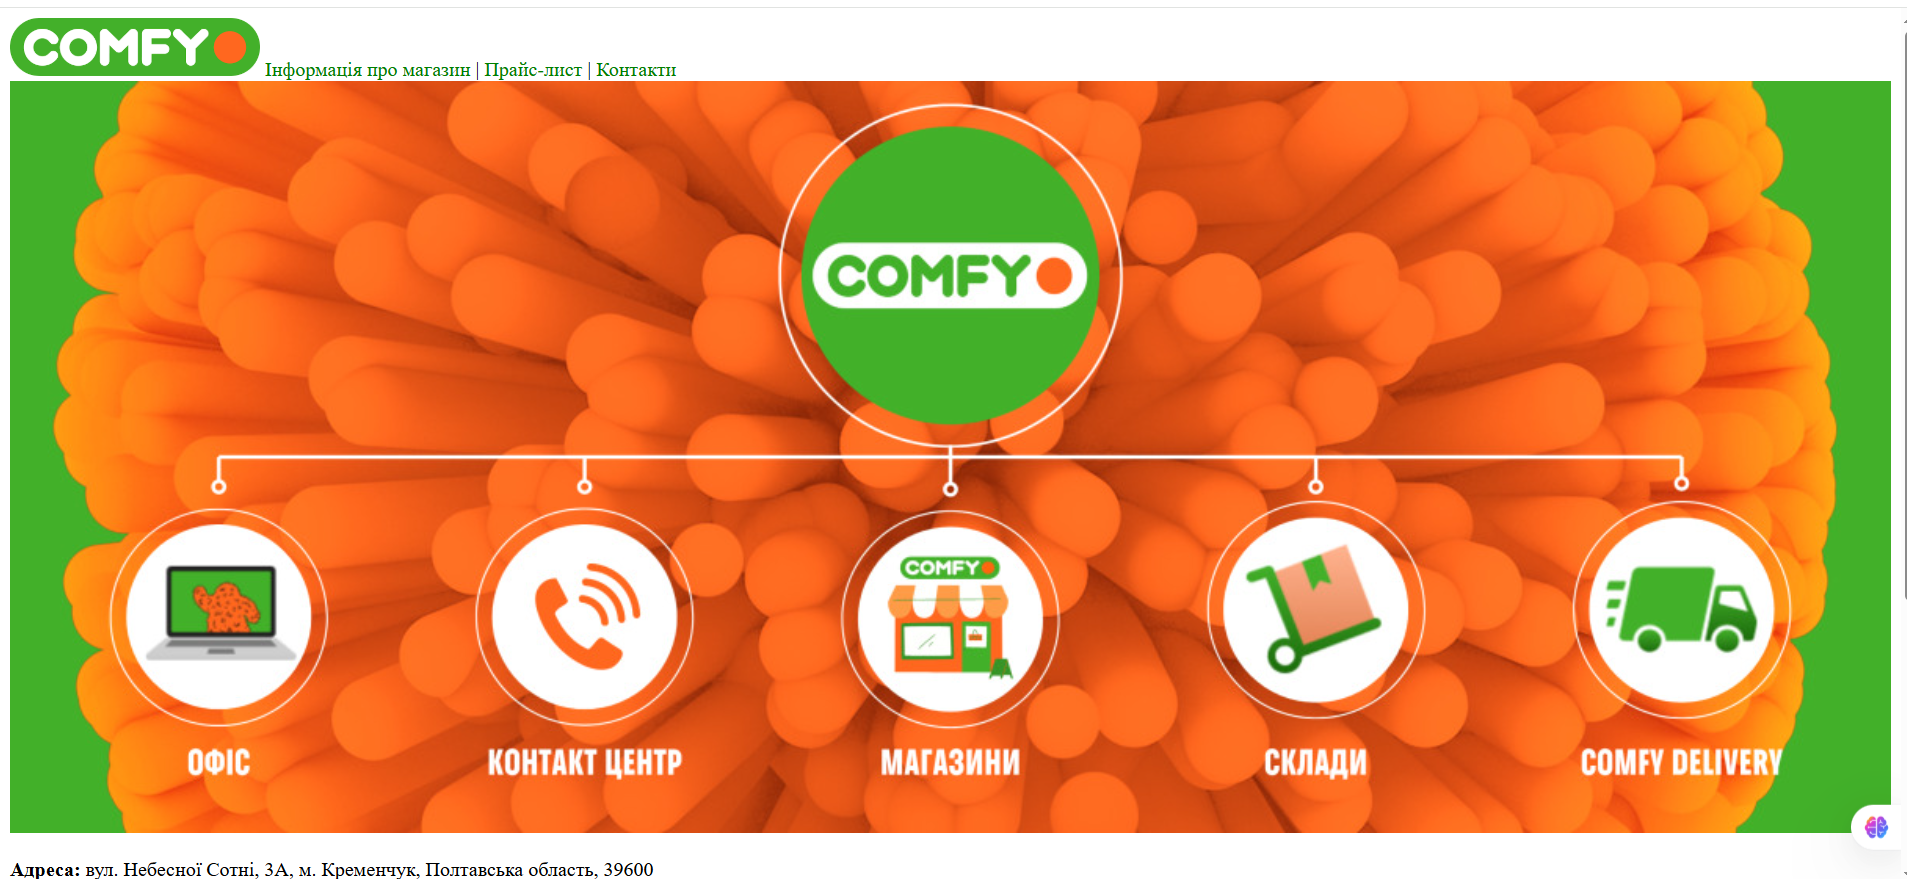 COMFY
Інформація про магазин | Прайс-лист | Контакти
COMFY
COMFY
ОФІС
КОНТАКТ ЦЕНТР
МАГАЗИНИ
СКЛАДИ
COMFY DELIVERY
Адреса: вул. Небесної Сотні, 3А, м. Кременчук, Полтавська область, 39600